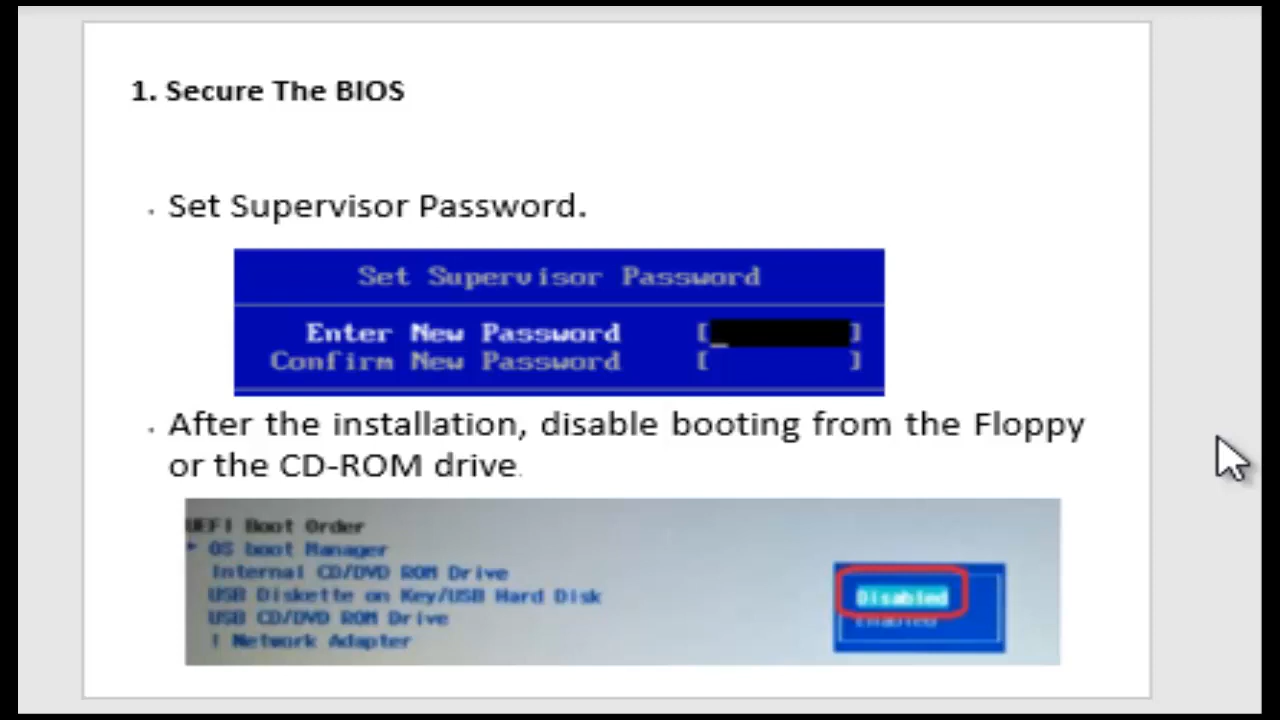 1. Secure The BIOS
· Set Supervisor Password.
Set Supervisor Password
Enter New Password [_ ]
Confirm New Password [ ]
· After the installation, disable booting from the Floppy
or the CD-ROM drive.
UEFI Boot Order
OS boot Manager
Internal CD/DVD ROM Drive
USB Diskette on Key/USB Hard Disk
USB CD/DVD ROM Drive
! Network Adapter
Disabled
Enabled